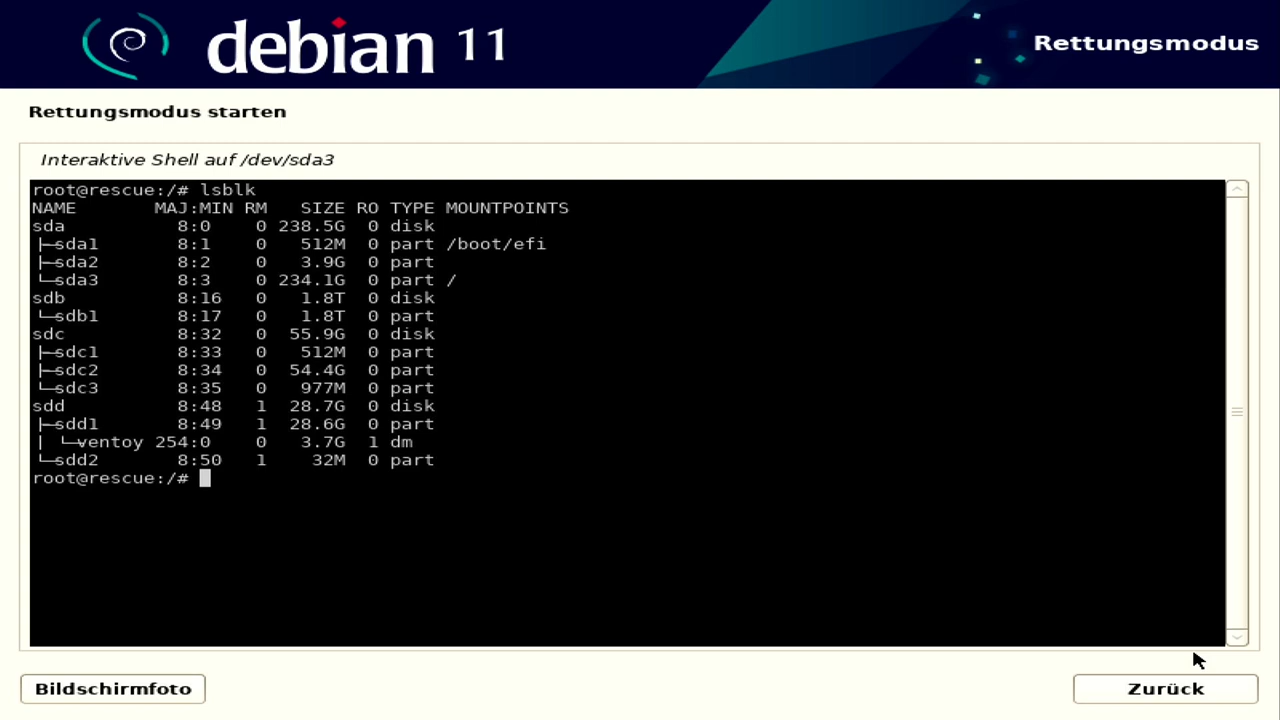 debian 11
Rettungsmodus
Rettungsmodus starten
Interaktive Shell auf /dev/sda3
root@rescue:/# lsblk
NAME        MAJ:MIN RM   SIZE RO TYPE MOUNTPOINTS
sda           8:0    0 238.5G  0 disk
├─sda1        8:1    0   512M  0 part /boot/efi
├─sda2        8:2    0   3.9G  0 part
└─sda3        8:3    0 234.1G  0 part /
sdb           8:16   0   1.8T  0 disk
└─sdb1        8:17   0   1.8T  0 part
sdc           8:32   0  55.9G  0 disk
├─sdc1        8:33   0   512M  0 part
├─sdc2        8:34   0  54.4G  0 part
└─sdc3        8:35   0   977M  0 part
sdd           8:48   1  28.7G  0 disk
├─sdd1        8:49   1  28.6G  0 part
│ └─ventoy 254:0    0   3.7G  1 dm
└─sdd2        8:50   1    32M  0 part
root@rescue:/#
Bildschirmfoto
Zurück